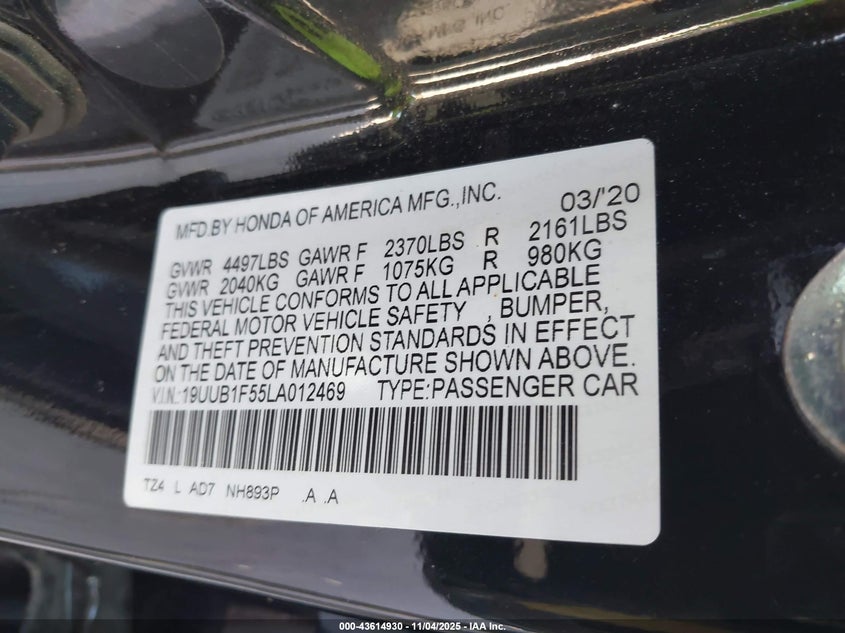 MFD.BY HONDA OF AMERICA MFG.,INC. 03/'20
GVWR 4497LBS GAWR F 2370LBS R 2161LBS
GVWR 2040KG GAWR F 1075KG R 980KG
THIS VEHICLE CONFORMS TO ALL APPLICABLE
FEDERAL MOTOR VEHICLE SAFETY , BUMPER,
AND THEFT PREVENTION STANDARDS IN EFFECT
ON THE DATE OF MANUFACTURE SHOWN ABOVE.
V.I.N.:19UUB1F55LA012469 TYPE:PASSENGER CAR
TZ4 L AD7 NH893P .A .A
000-43614930 - 11/04/2025 - Copyright © 2025 IAA, Inc.